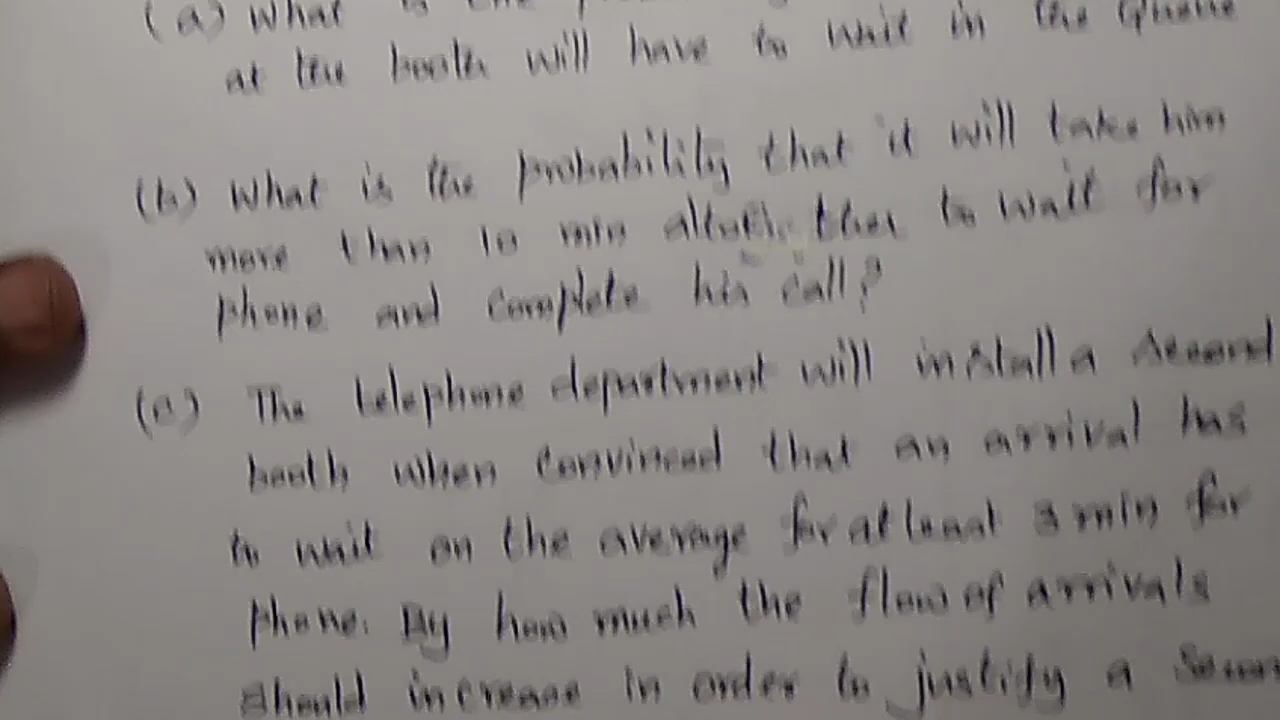 (a) What is the
at the booth will have to wait in the Queue
(b) What is the probability that it will take him
more than 10 min altogether to wait for
phone and complete his call?
(c) The telephone department will install a second
booth when convinced that an arrival has
to wait on the average for at least 3 min for
phone. By how much the flow of arrivals
should increase in order to justify a